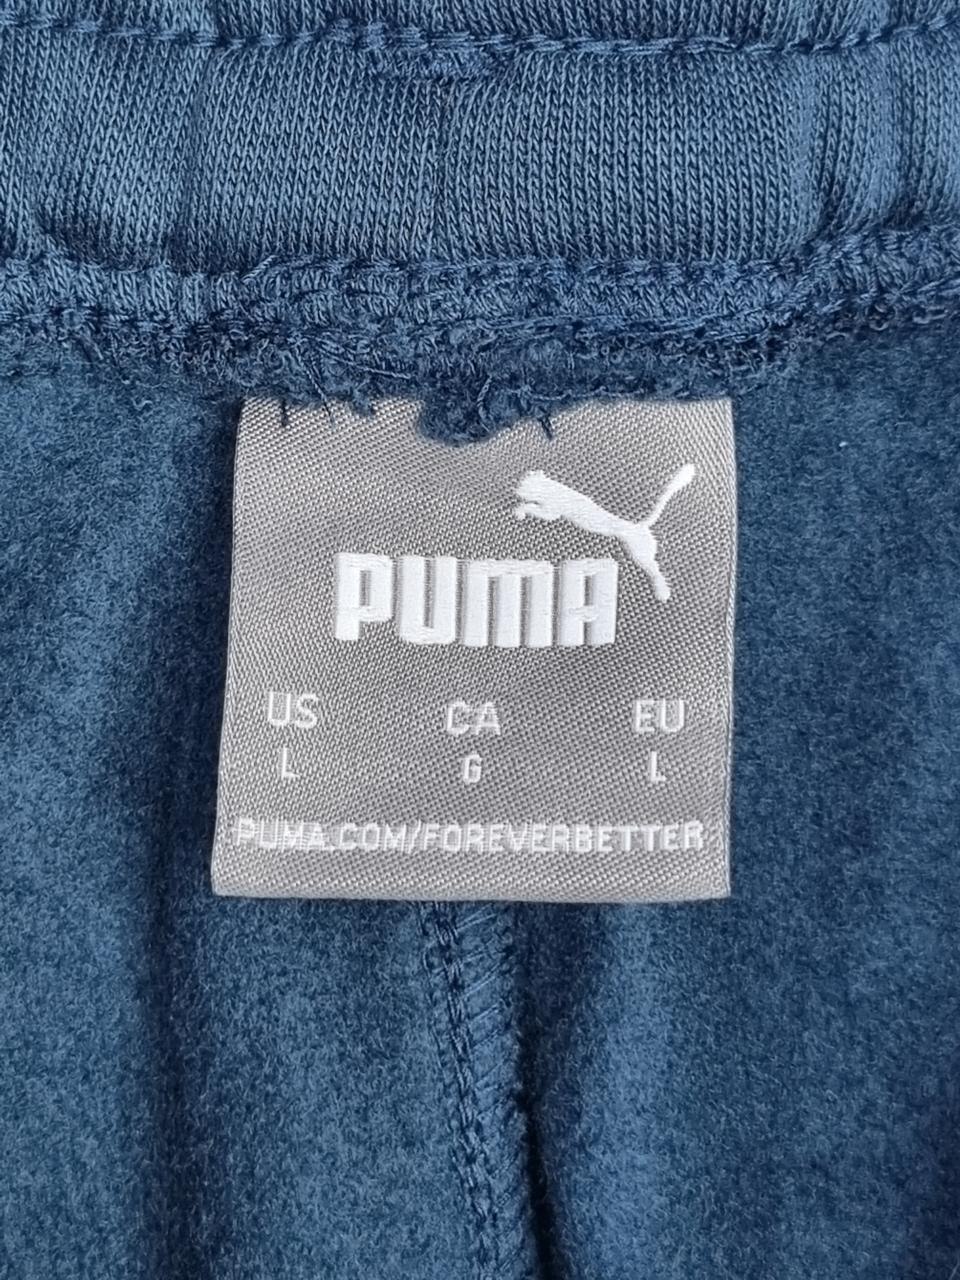 PUMA
US CA EU
L G L
PUMA.COM/FOREVERBETTER